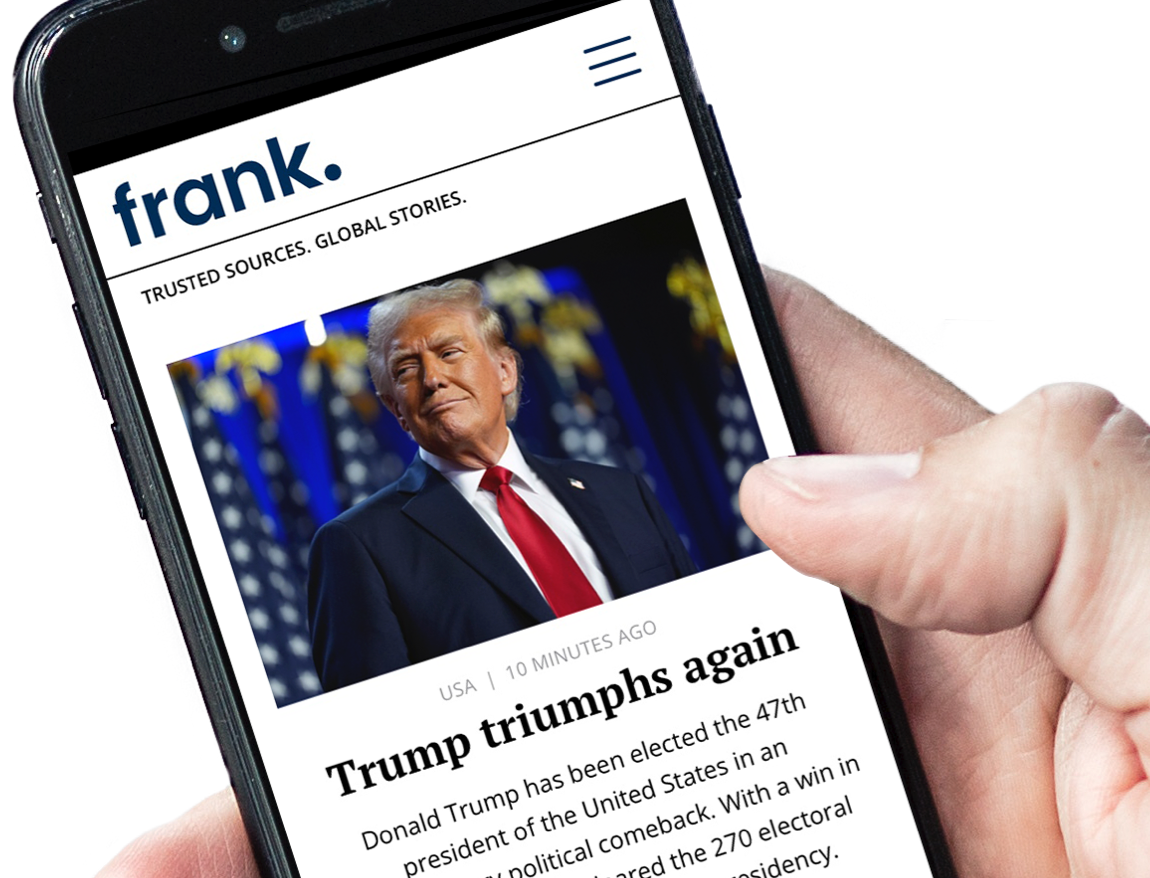 frank.
TRUSTED SOURCES. GLOBAL STORIES.
USA | 10 MINUTES AGO
Trump triumphs again
Donald Trump has been elected the 47th
president of the United States in an
political comeback. With a win in
the 270 electoral